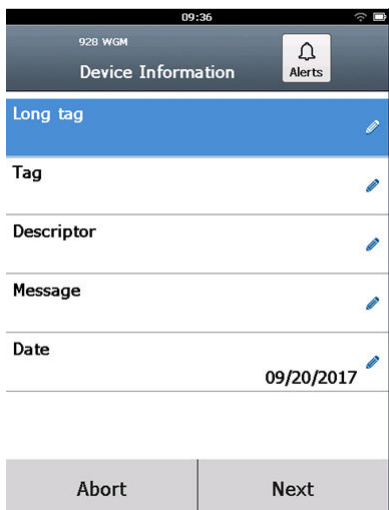 09:36
928 WGM
Device Information
Alerts
Long tag
Tag
Descriptor
Message
Date
09/20/2017
Abort
Next